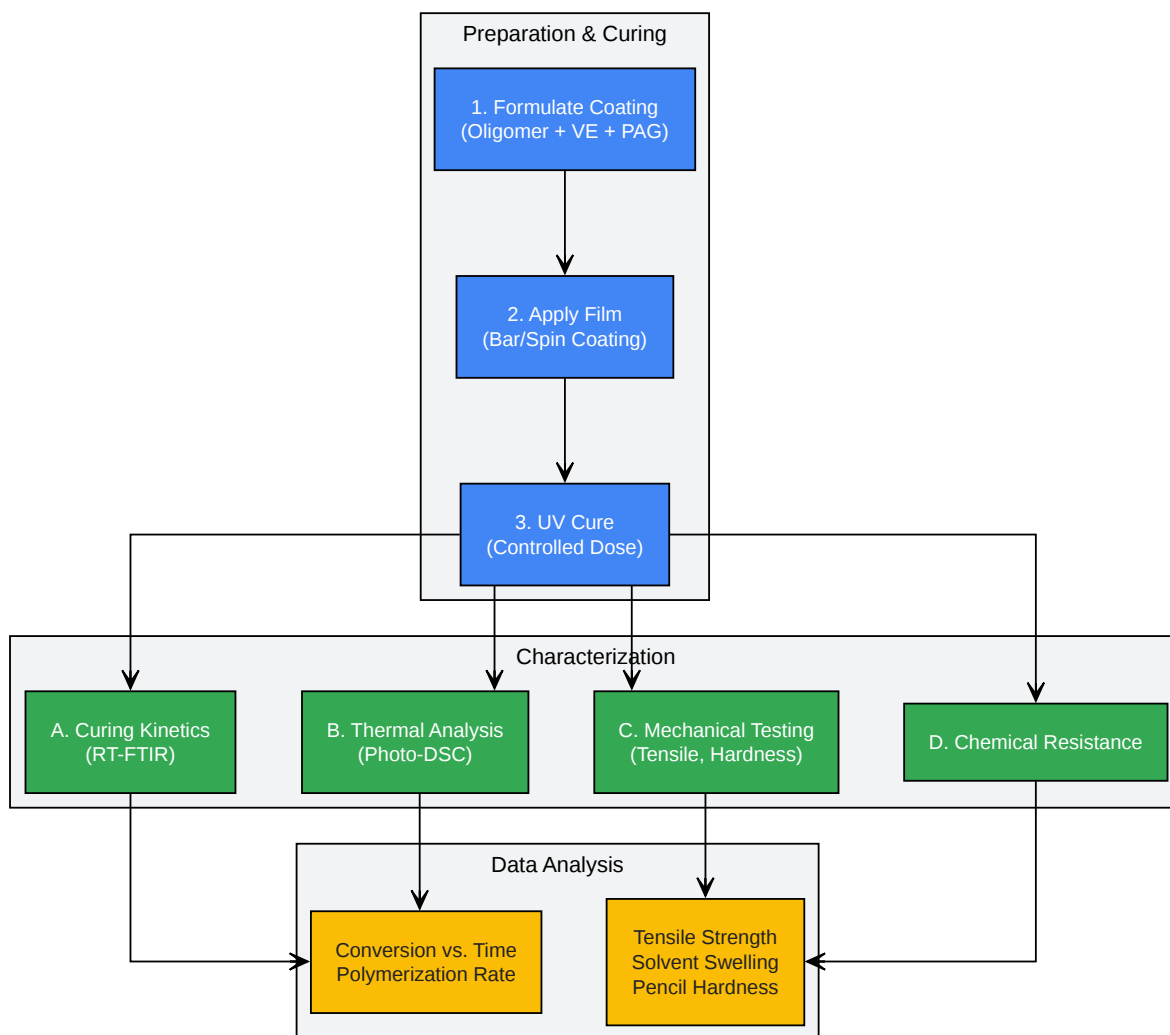 Preparation & Curing
1. Formulate Coating
(Oligomer + VE + PAG)
2. Apply Film
(Bar/Spin Coating)
3. UV Cure
(Controlled Dose)
Characterization
A. Curing Kinetics
(RT-FTIR)
B. Thermal Analysis
(Photo-DSC)
C. Mechanical Testing
(Tensile, Hardness)
D. Chemical Resistance
Data Analysis
Conversion vs. Time
Polymerization Rate
Tensile Strength
Solvent Swelling
Pencil Hardness